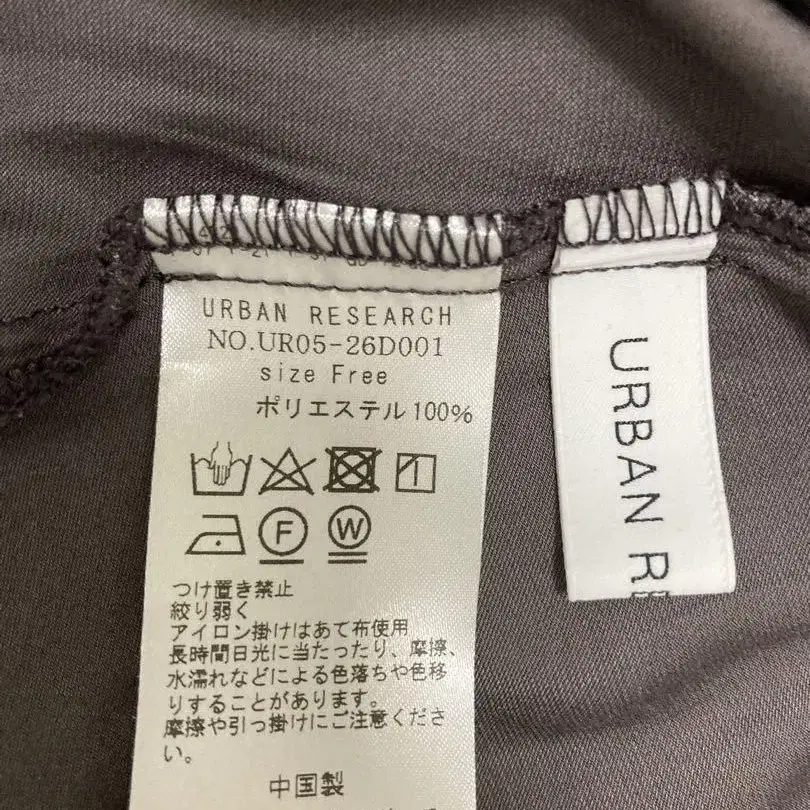 URBAN RESEARCH
NO.UR05-26D001
size Free
ポリエステル100%
F
W
つけ置き禁止
絞り弱く
アイロン掛けはあて布使用
長時間日光に当たったり、摩擦、
水濡れなどによる色落ちや色移
りすることがあります。
摩擦や引っ掛けにご注意くださ
い。
中国製
URBAN RE